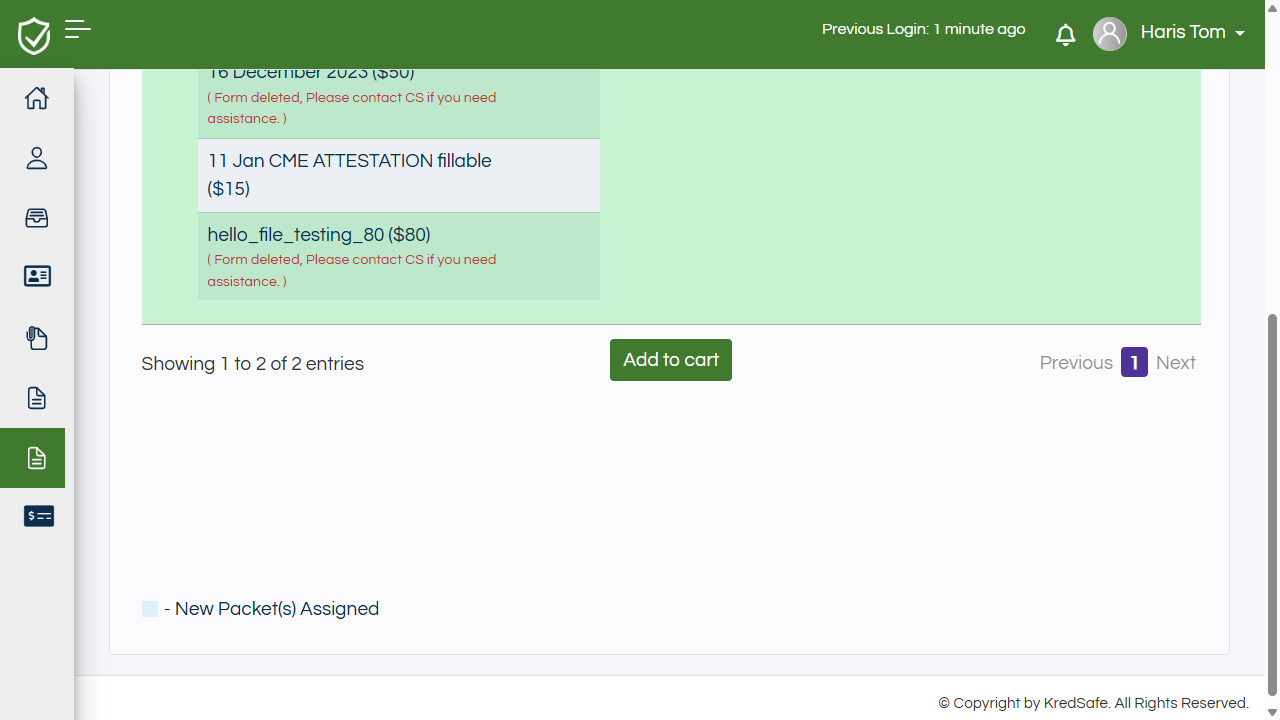 Previous Login: 1 minute ago
Haris Tom
16 December 2023 ($50)
( Form deleted, Please contact CS if you need
assistance. )
11 Jan CME ATTESTATION fillable
($15)
hello_file_testing_80 ($80)
( Form deleted, Please contact CS if you need
assistance. )
Showing 1 to 2 of 2 entries
Add to cart
Previous 1 Next
- New Packet(s) Assigned
© Copyright by KredSafe. All Rights Reserved.